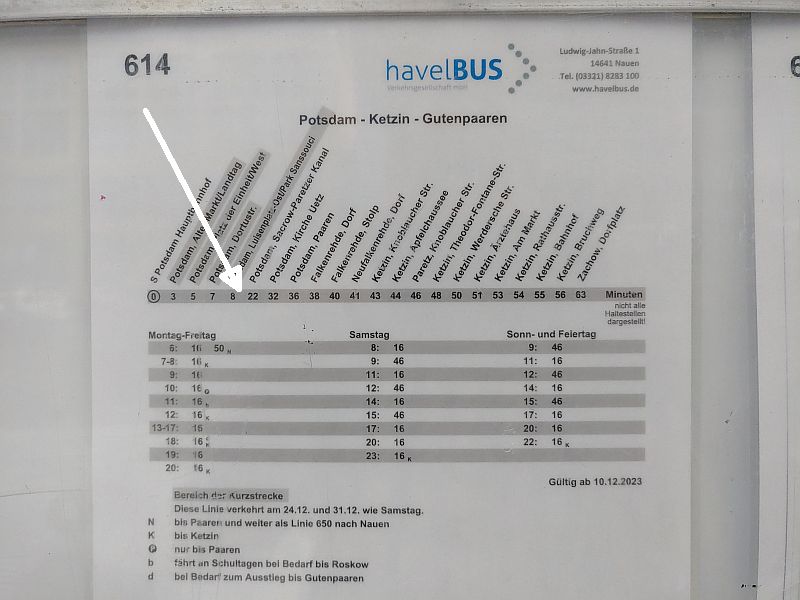 614
havelBUS
Verkehrsgesellschaft mbH
Ludwig-Jahn-Straße 1
14641 Nauen
Tel. (03321) 8283 100
www.havelbus.de
Potsdam - Ketzin - Gutenpaaren
S Potsdam Hauptbahnhof
Potsdam, Alter Markt/Landtag
Potsdam, Platz der Einheit/West
Potsdam, Dortustr.
Potsdam, Luisenplatz-Ost/Park Sanssouci
Potsdam, Sacrow-Paretzer Kanal
Potsdam, Kirche Uetz
Potsdam, Paaren
Falkenrehde, Dorf
Falkenrehde, Stolp
Neufalkenrehde, Dorf
Ketzin, Knoblaucher Str.
Ketzin, Apfelchaussee
Paretz, Knoblaucher Str.
Ketzin, Theodor-Fontane-Str.
Ketzin, Werdersche Str.
Ketzin, Ärztehaus
Ketzin, Am Markt
Ketzin, Rathausstr.
Ketzin, Bahnhof
Ketzin, Bruchweg
Zachow, Dorfplatz
0 3 5 7 8 22 32 36 38 40 41 43 44 46 48 50 51 53 54 55 56 63 Minuten
nicht alle
Haltestellen
dargestellt!
Montag-Freitag Samstag Sonn- und Feiertag
6: 16 50 N 8: 16 9: 46
7-8: 16 K 9: 46 11: 16
9: 16 11: 16 12: 46
10: 16 12: 46 14: 16
11: 16 14: 16 15: 46
12: 16 K 15: 46 17: 16
13-17: 16 17: 16 20: 16
18: 16 K 20: 16 22: 16 K
19: 16 23: 16 K
20: 16 K
Gültig ab 10.12.2023
Bereich der Kurzstrecke
Diese Linie verkehrt am 24.12. und 31.12. wie Samstag.
N bis Paaren und weiter als Linie 650 nach Nauen
K bis Ketzin
P nur bis Paaren
b fährt an Schultagen bei Bedarf bis Roskow
d bei Bedarf zum Ausstieg bis Gutenpaaren